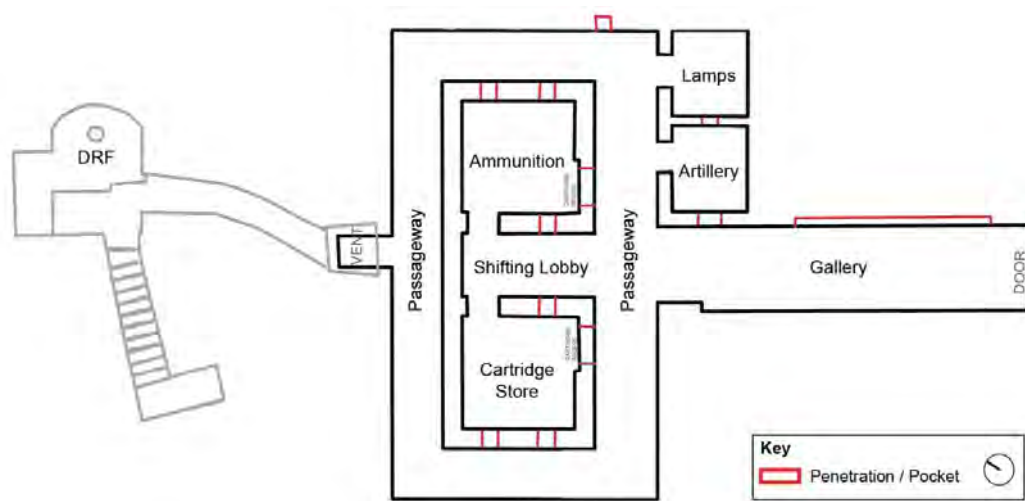 Lamps
DRF
Ammunition
Artillery
Passageway
VENT
Shifting Lobby
Passageway
Gallery
DOOR
Cartridge
Store
Key
Penetration / Pocket